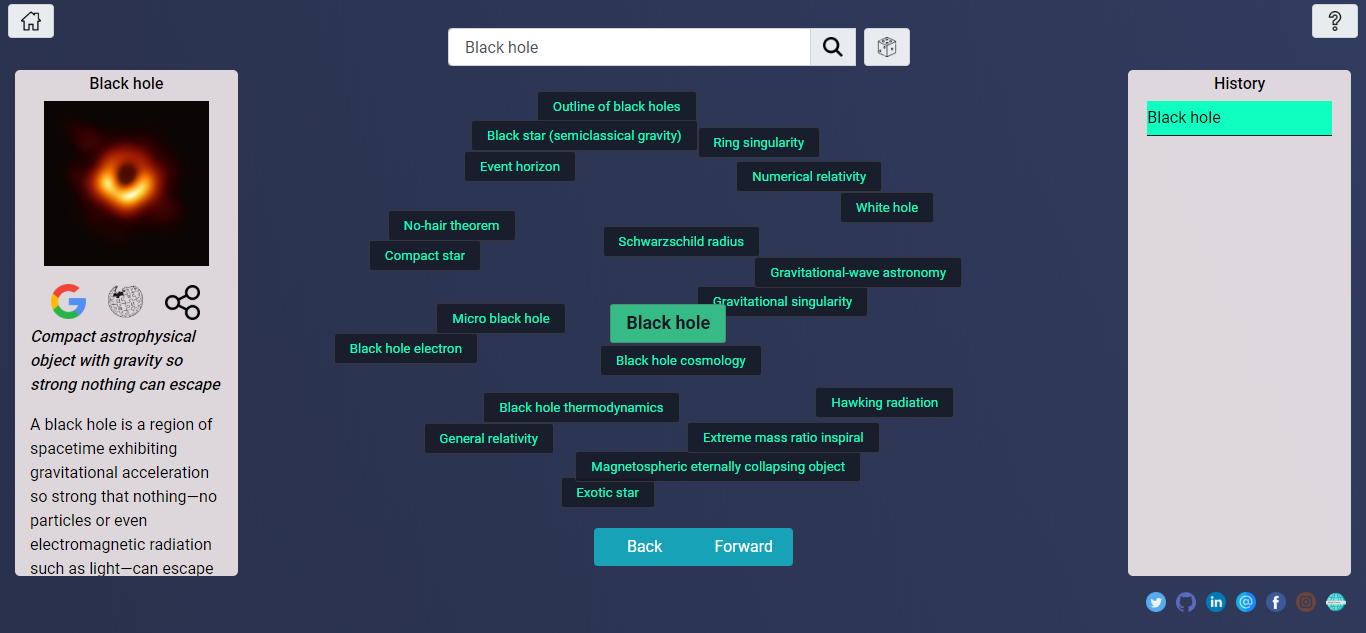 Black hole
Black hole
Compact astrophysical
object with gravity so
strong nothing can escape
A black hole is a region of
spacetime exhibiting
gravitational acceleration
so strong that nothing—no
particles or even
electromagnetic radiation
such as light—can escape
Outline of black holes
Black star (semiclassical gravity)
Ring singularity
Event horizon
Numerical relativity
White hole
No-hair theorem
Schwarzschild radius
Compact star
Gravitational-wave astronomy
Gravitational singularity
Micro black hole
Black hole
Black hole electron
Black hole cosmology
Hawking radiation
Black hole thermodynamics
General relativity
Extreme mass ratio inspiral
Magnetospheric eternally collapsing object
Exotic star
Back
Forward
History
Black hole